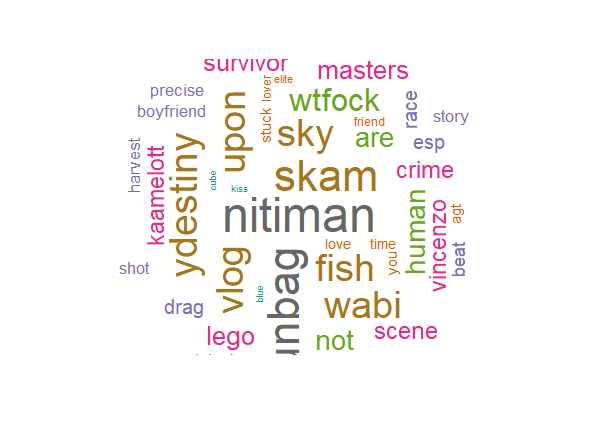 survivor
elite
masters
precise
lover
wtfock
race
boyfriend
upon
stuck
sky
friend
are
story
harvest
kaamelott
ydestiny
esp
cube
kiss
skam
crime
nitiman
human
vincenzo
agt
love
time
your
beat
shot
vlog
fish
blue
unbag
wabi
drag
lego
not
scene